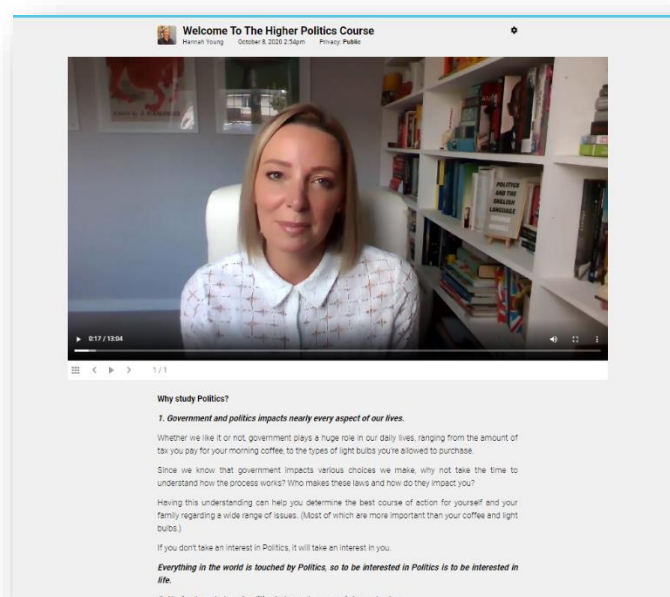 Welcome To The Higher Politics Course
Hannah Young October 8, 2020 2:54pm Privacy: Public
POLITICS
AND THE
ENGLISH
LANGUAGE
0:17 / 13:04
1 / 1
Why study Politics?
1. Government and politics impacts nearly every aspect of our lives.
Whether we like it or not, government plays a huge role in our daily lives, ranging from the amount of
tax you pay for your morning coffee, to the types of light bulbs you're allowed to purchase.
Since we know that government impacts various choices we make, why not take the time to
understand how the process works? Who makes these laws and how do they impact you?
Having this understanding can help you determine the best course of action for yourself and your
family regarding a wide range of issues. (Most of which are more important than your coffee and light
bulbs.)
If you don't take an interest in Politics, it will take an interest in you.
Everything in the world is touched by Politics, so to be interested in Politics is to be interested in
life.